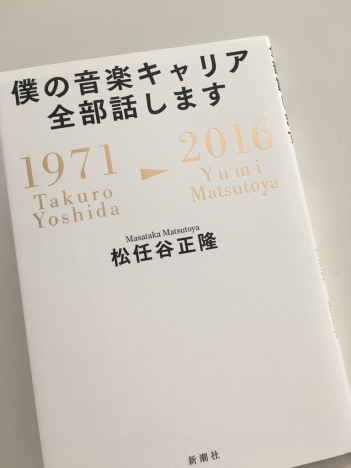 僕の音楽キャリア
全部話します
1971
Takuro
Yoshida
2016
Yumi
Matsutoya
Masataka Matsutoya
松任谷正隆
新潮社